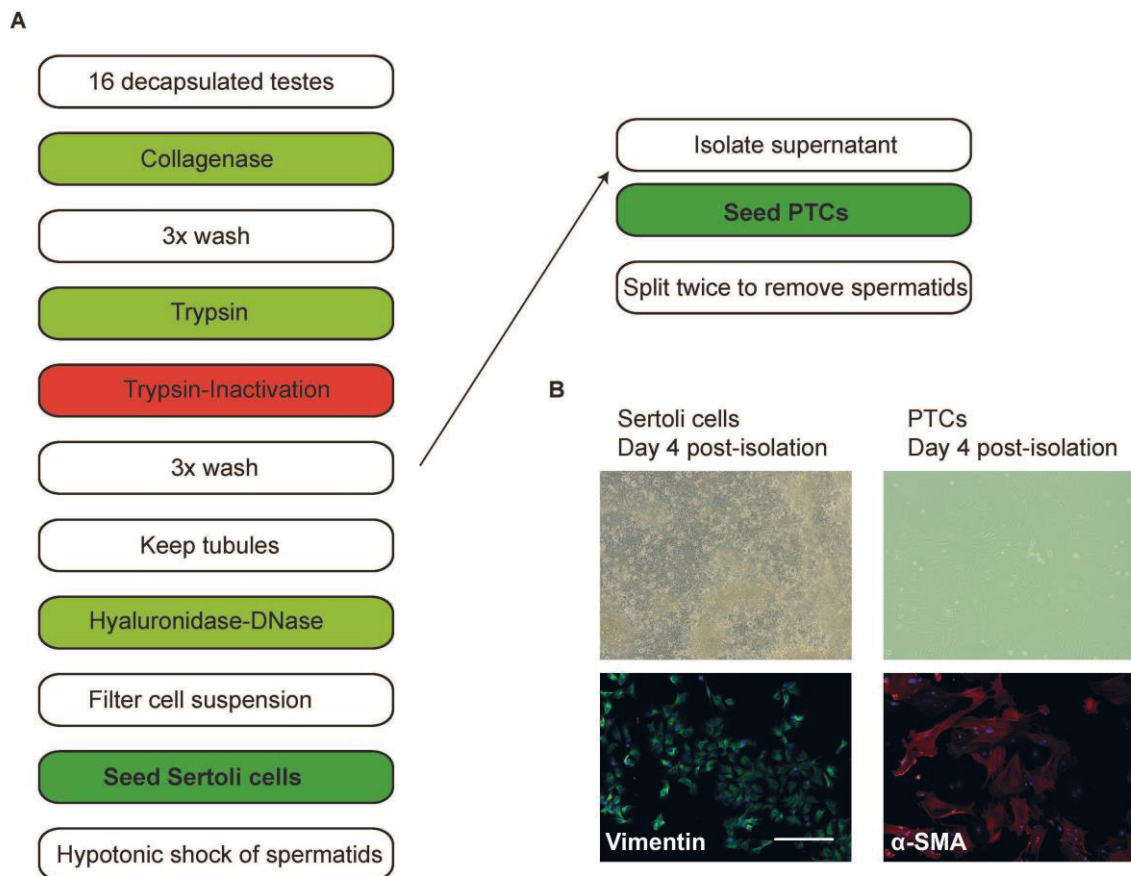 A
16 decapsulated testes
Collagenase
3x wash
Trypsin
Trypsin-Inactivation
3x wash
Keep tubules
Hyaluronidase-DNase
Filter cell suspension
Seed Sertoli cells
Hypotonic shock of spermatids
Isolate supernatant
Seed PTCs
Split twice to remove spermatids
B
Sertoli cells
Day 4 post-isolation
PTCs
Day 4 post-isolation
Vimentin
α-SMA